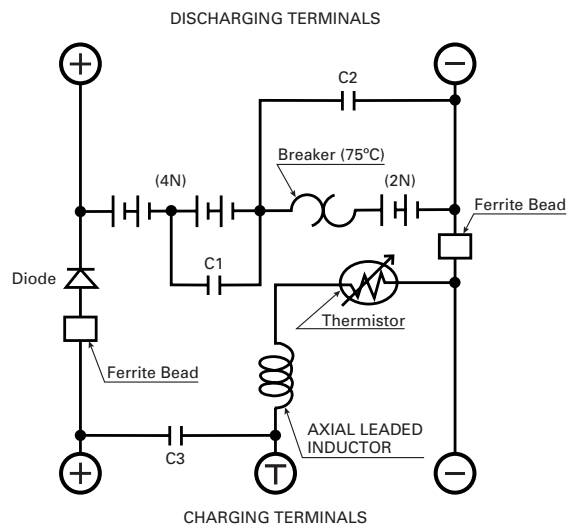 DISCHARGING TERMINALS
+
−
C2
Breaker (75°C)
(4N)
(2N)
Ferrite Bead
C1
Diode
Thermistor
Ferrite Bead
AXIAL LEADED
INDUCTOR
C3
+
T
−
CHARGING TERMINALS